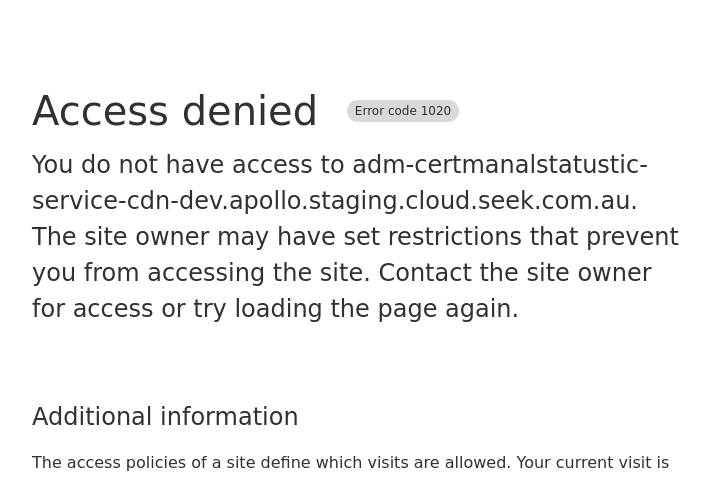 Access denied Error code 1020
You do not have access to adm-certmanalstatustic-
service-cdn-dev.apollo.staging.cloud.seek.com.au.
The site owner may have set restrictions that prevent
you from accessing the site. Contact the site owner
for access or try loading the page again.
Additional information
The access policies of a site define which visits are allowed. Your current visit is